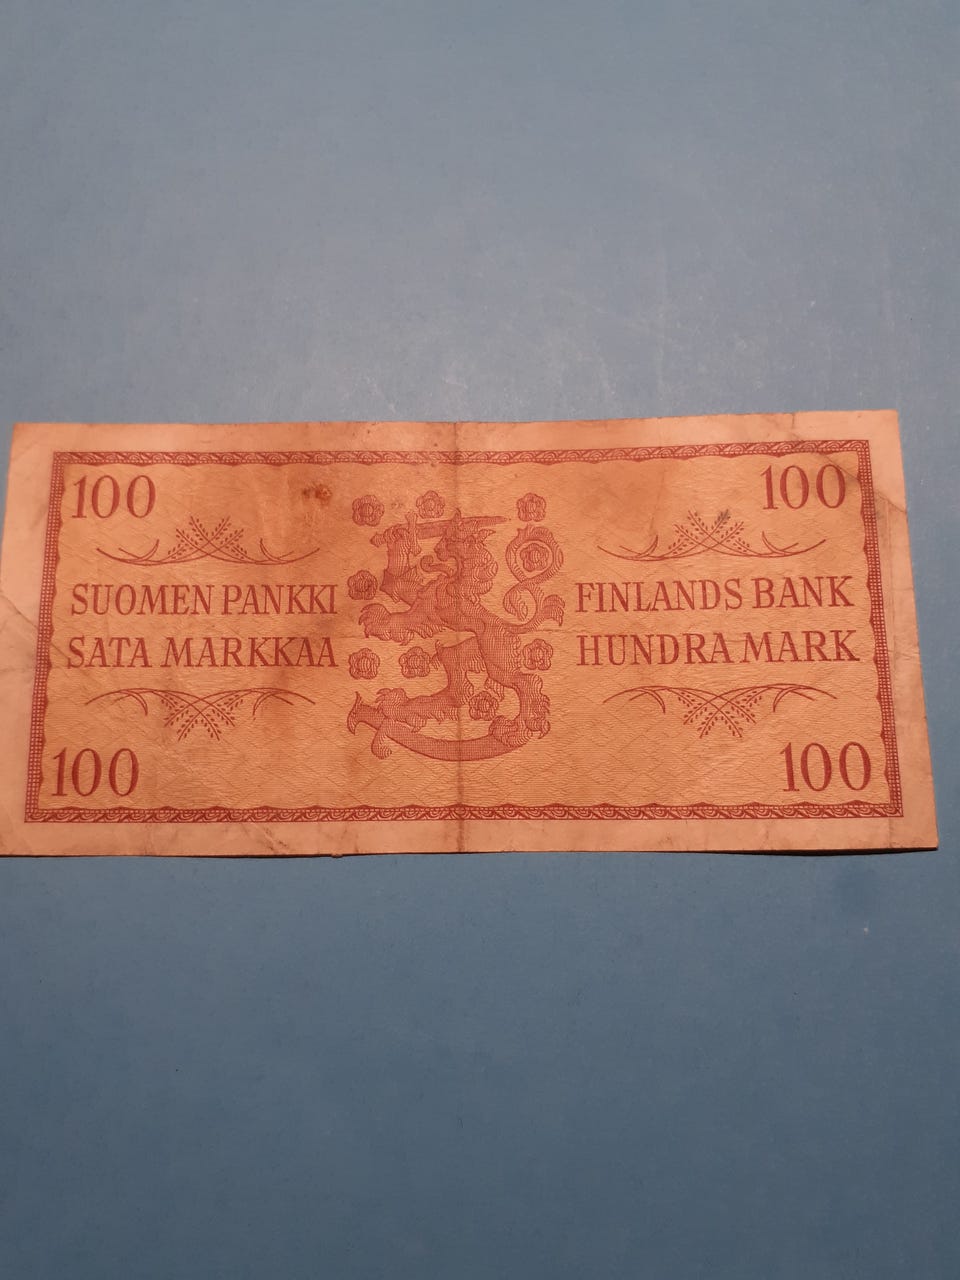 100
100
SUOMEN PANKKI
SATA MARKKAA
FINLANDS BANK
HUNDRA MARK
100
100